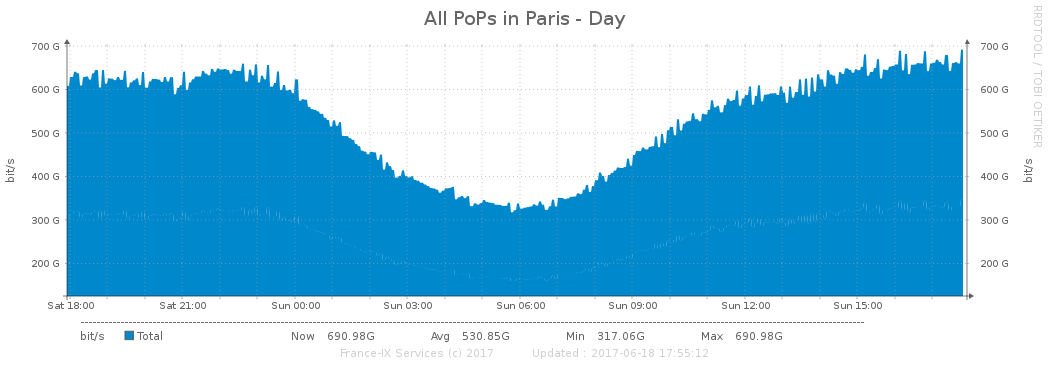 All PoPs in Paris - Day
RRDTOOL / TOBI OETIKER
700 G 700 G
600 G 600 G
500 G 500 G
400 G 400 G
300 G 300 G
200 G 200 G
bit/s bit/s
Sat 18:00 Sat 21:00 Sun 00:00 Sun 03:00 Sun 06:00 Sun 09:00 Sun 12:00 Sun 15:00
bit/s Total Now 690.98G Avg 530.85G Min 317.06G Max 690.98G
France-IX Services (c) 2017 Updated : 2017-06-18 17:55:12